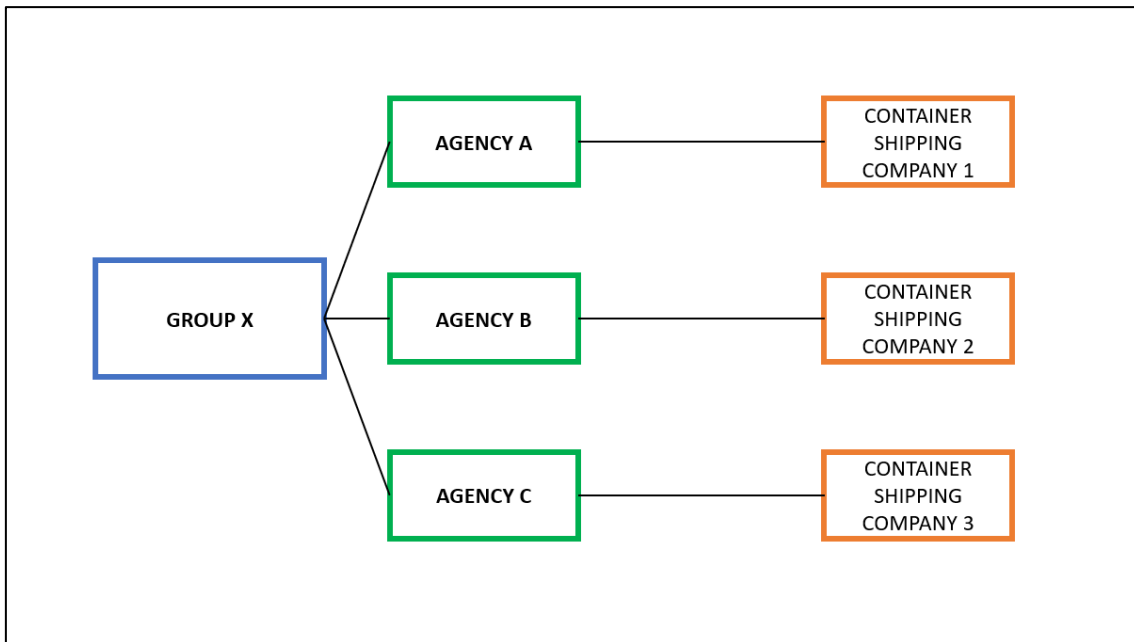 GROUP X
AGENCY A
CONTAINER
SHIPPING
COMPANY 1
AGENCY B
CONTAINER
SHIPPING
COMPANY 2
AGENCY C
CONTAINER
SHIPPING
COMPANY 3